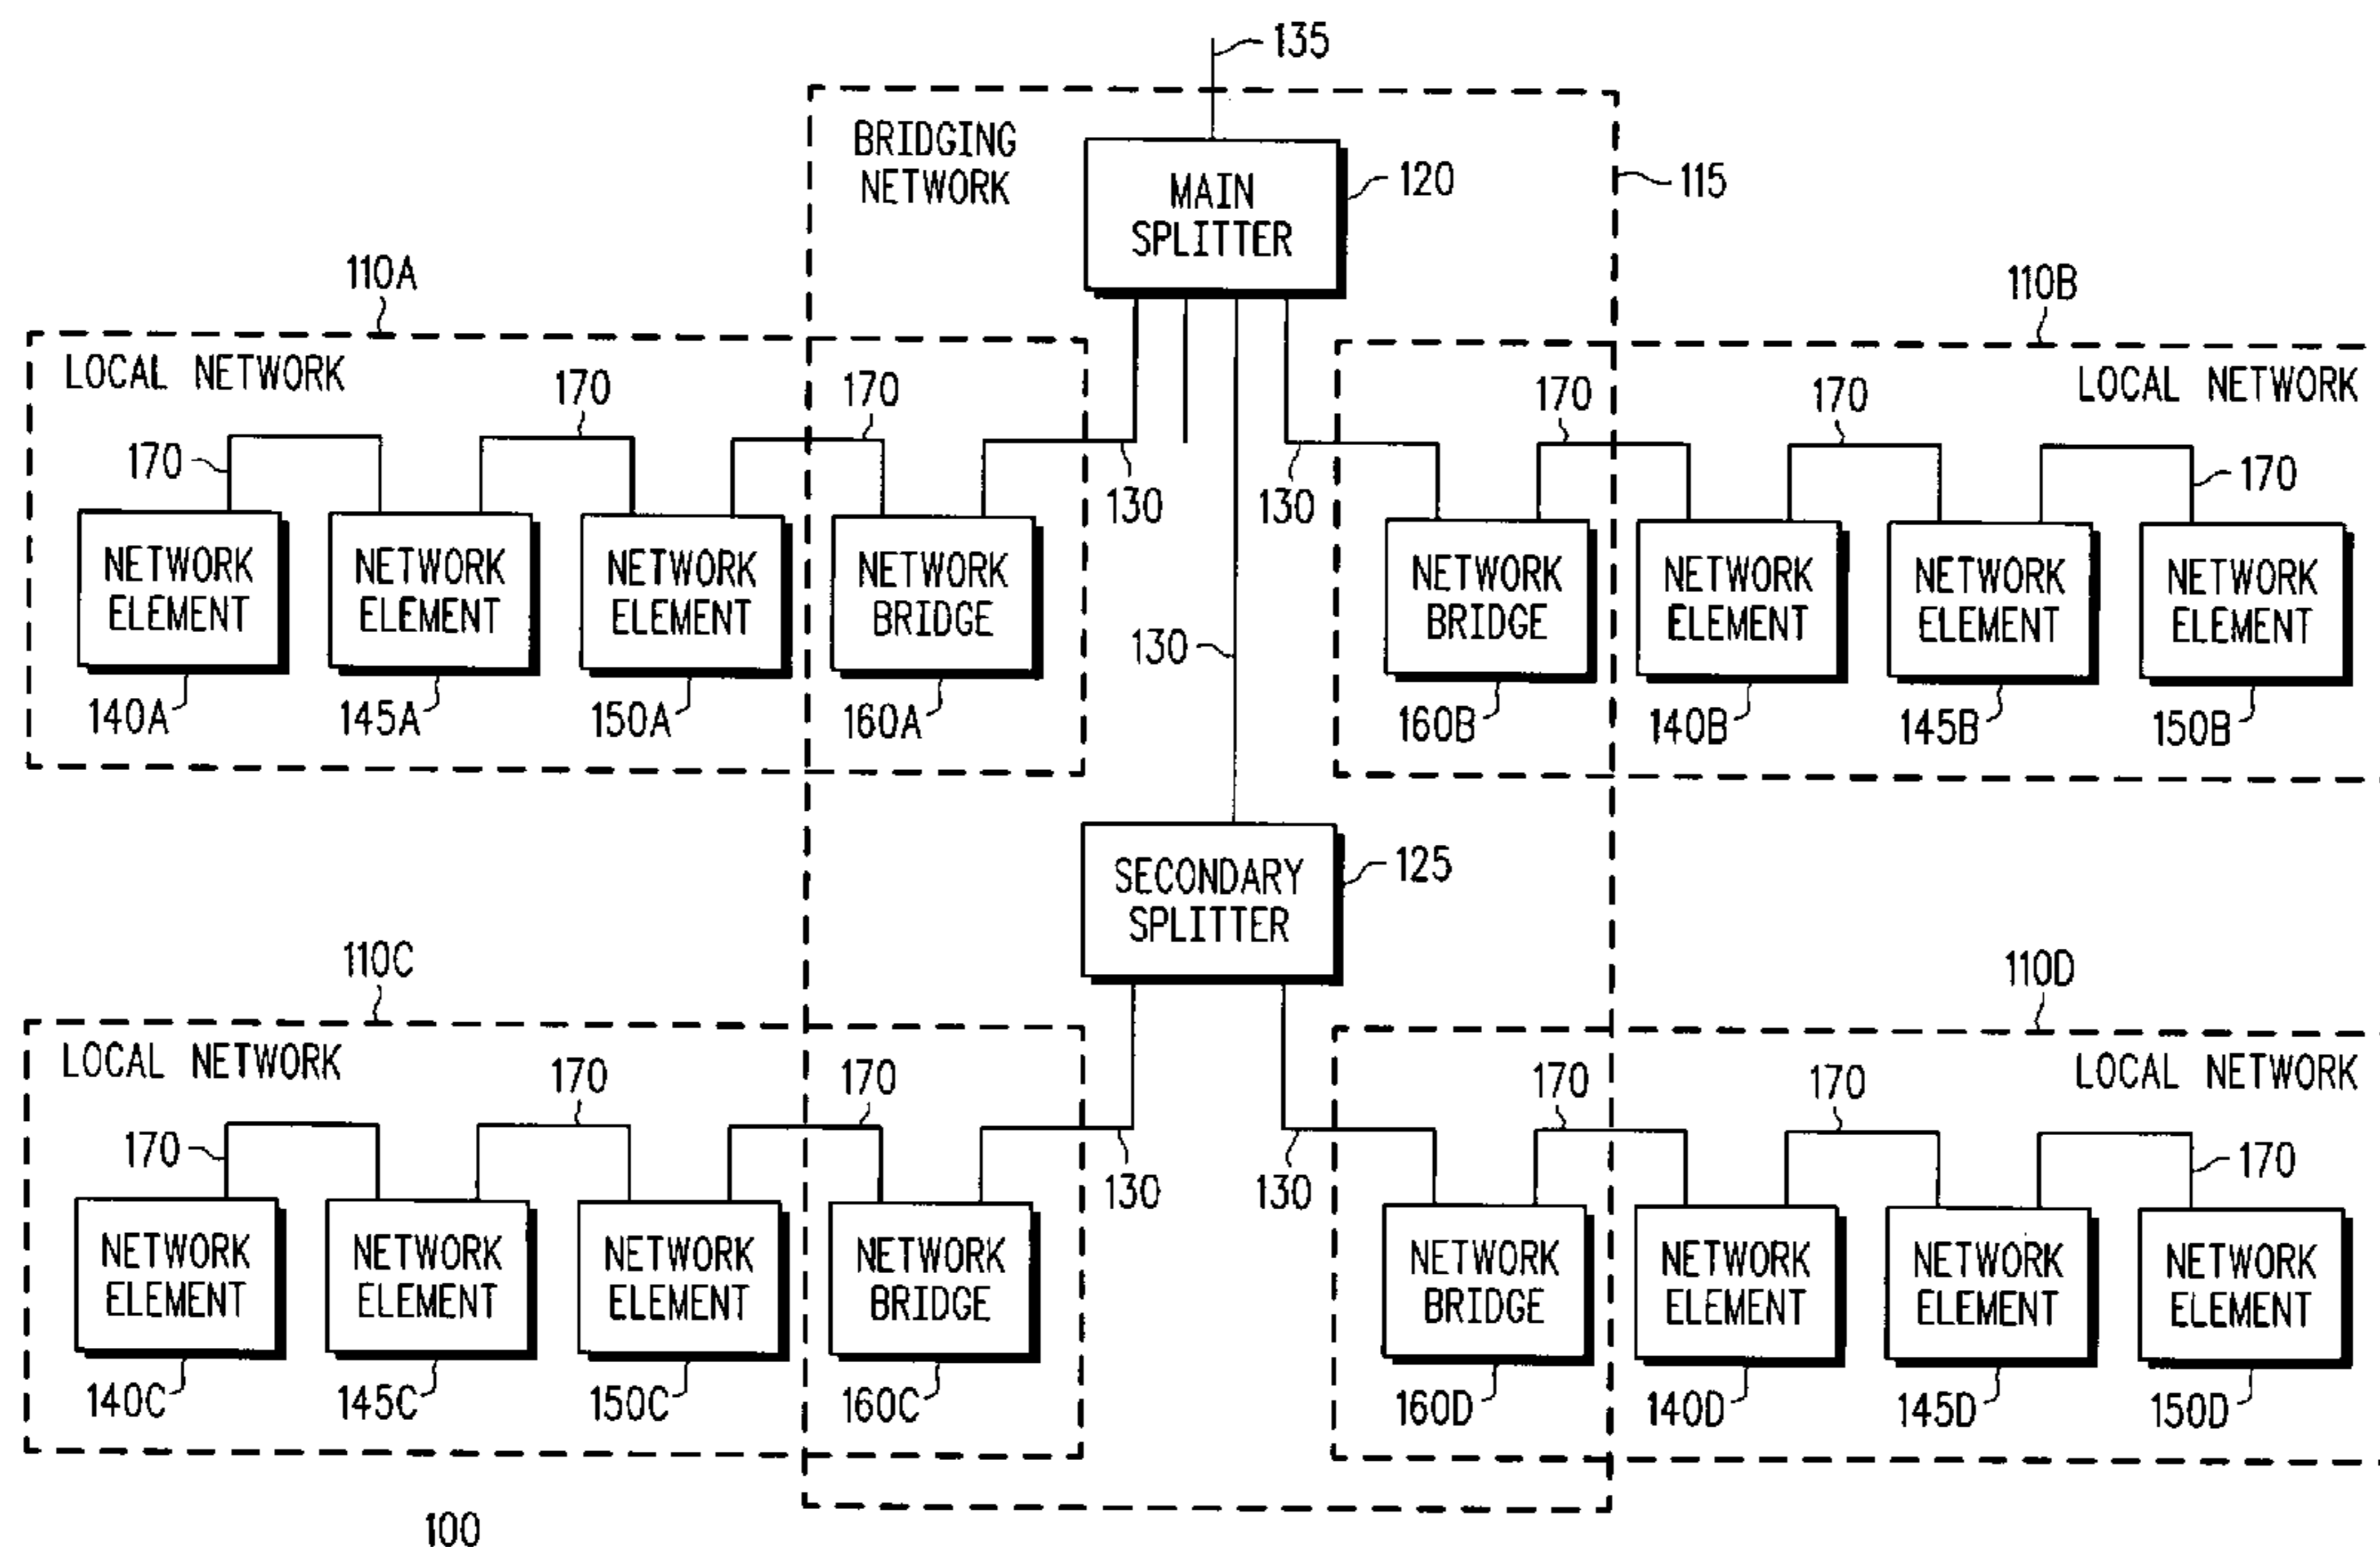 135
BRIDGING
NETWORK
MAIN
SPLITTER
120
115
110A
110B
LOCAL NETWORK
170
170
170
170
LOCAL NETWORK
170
130
130
170
NETWORK
ELEMENT
NETWORK
ELEMENT
NETWORK
ELEMENT
NETWORK
BRIDGE
130
NETWORK
BRIDGE
NETWORK
ELEMENT
NETWORK
ELEMENT
NETWORK
ELEMENT
140A
145A
150A
160A
160B
140B
145B
150B
SECONDARY
SPLITTER
125
110C
110D
LOCAL NETWORK
170
170
170
170
LOCAL NETWORK
170
130
130
170
NETWORK
ELEMENT
NETWORK
ELEMENT
NETWORK
ELEMENT
NETWORK
BRIDGE
NETWORK
BRIDGE
NETWORK
ELEMENT
NETWORK
ELEMENT
NETWORK
ELEMENT
140C
145C
150C
160C
160D
140D
145D
150D
100